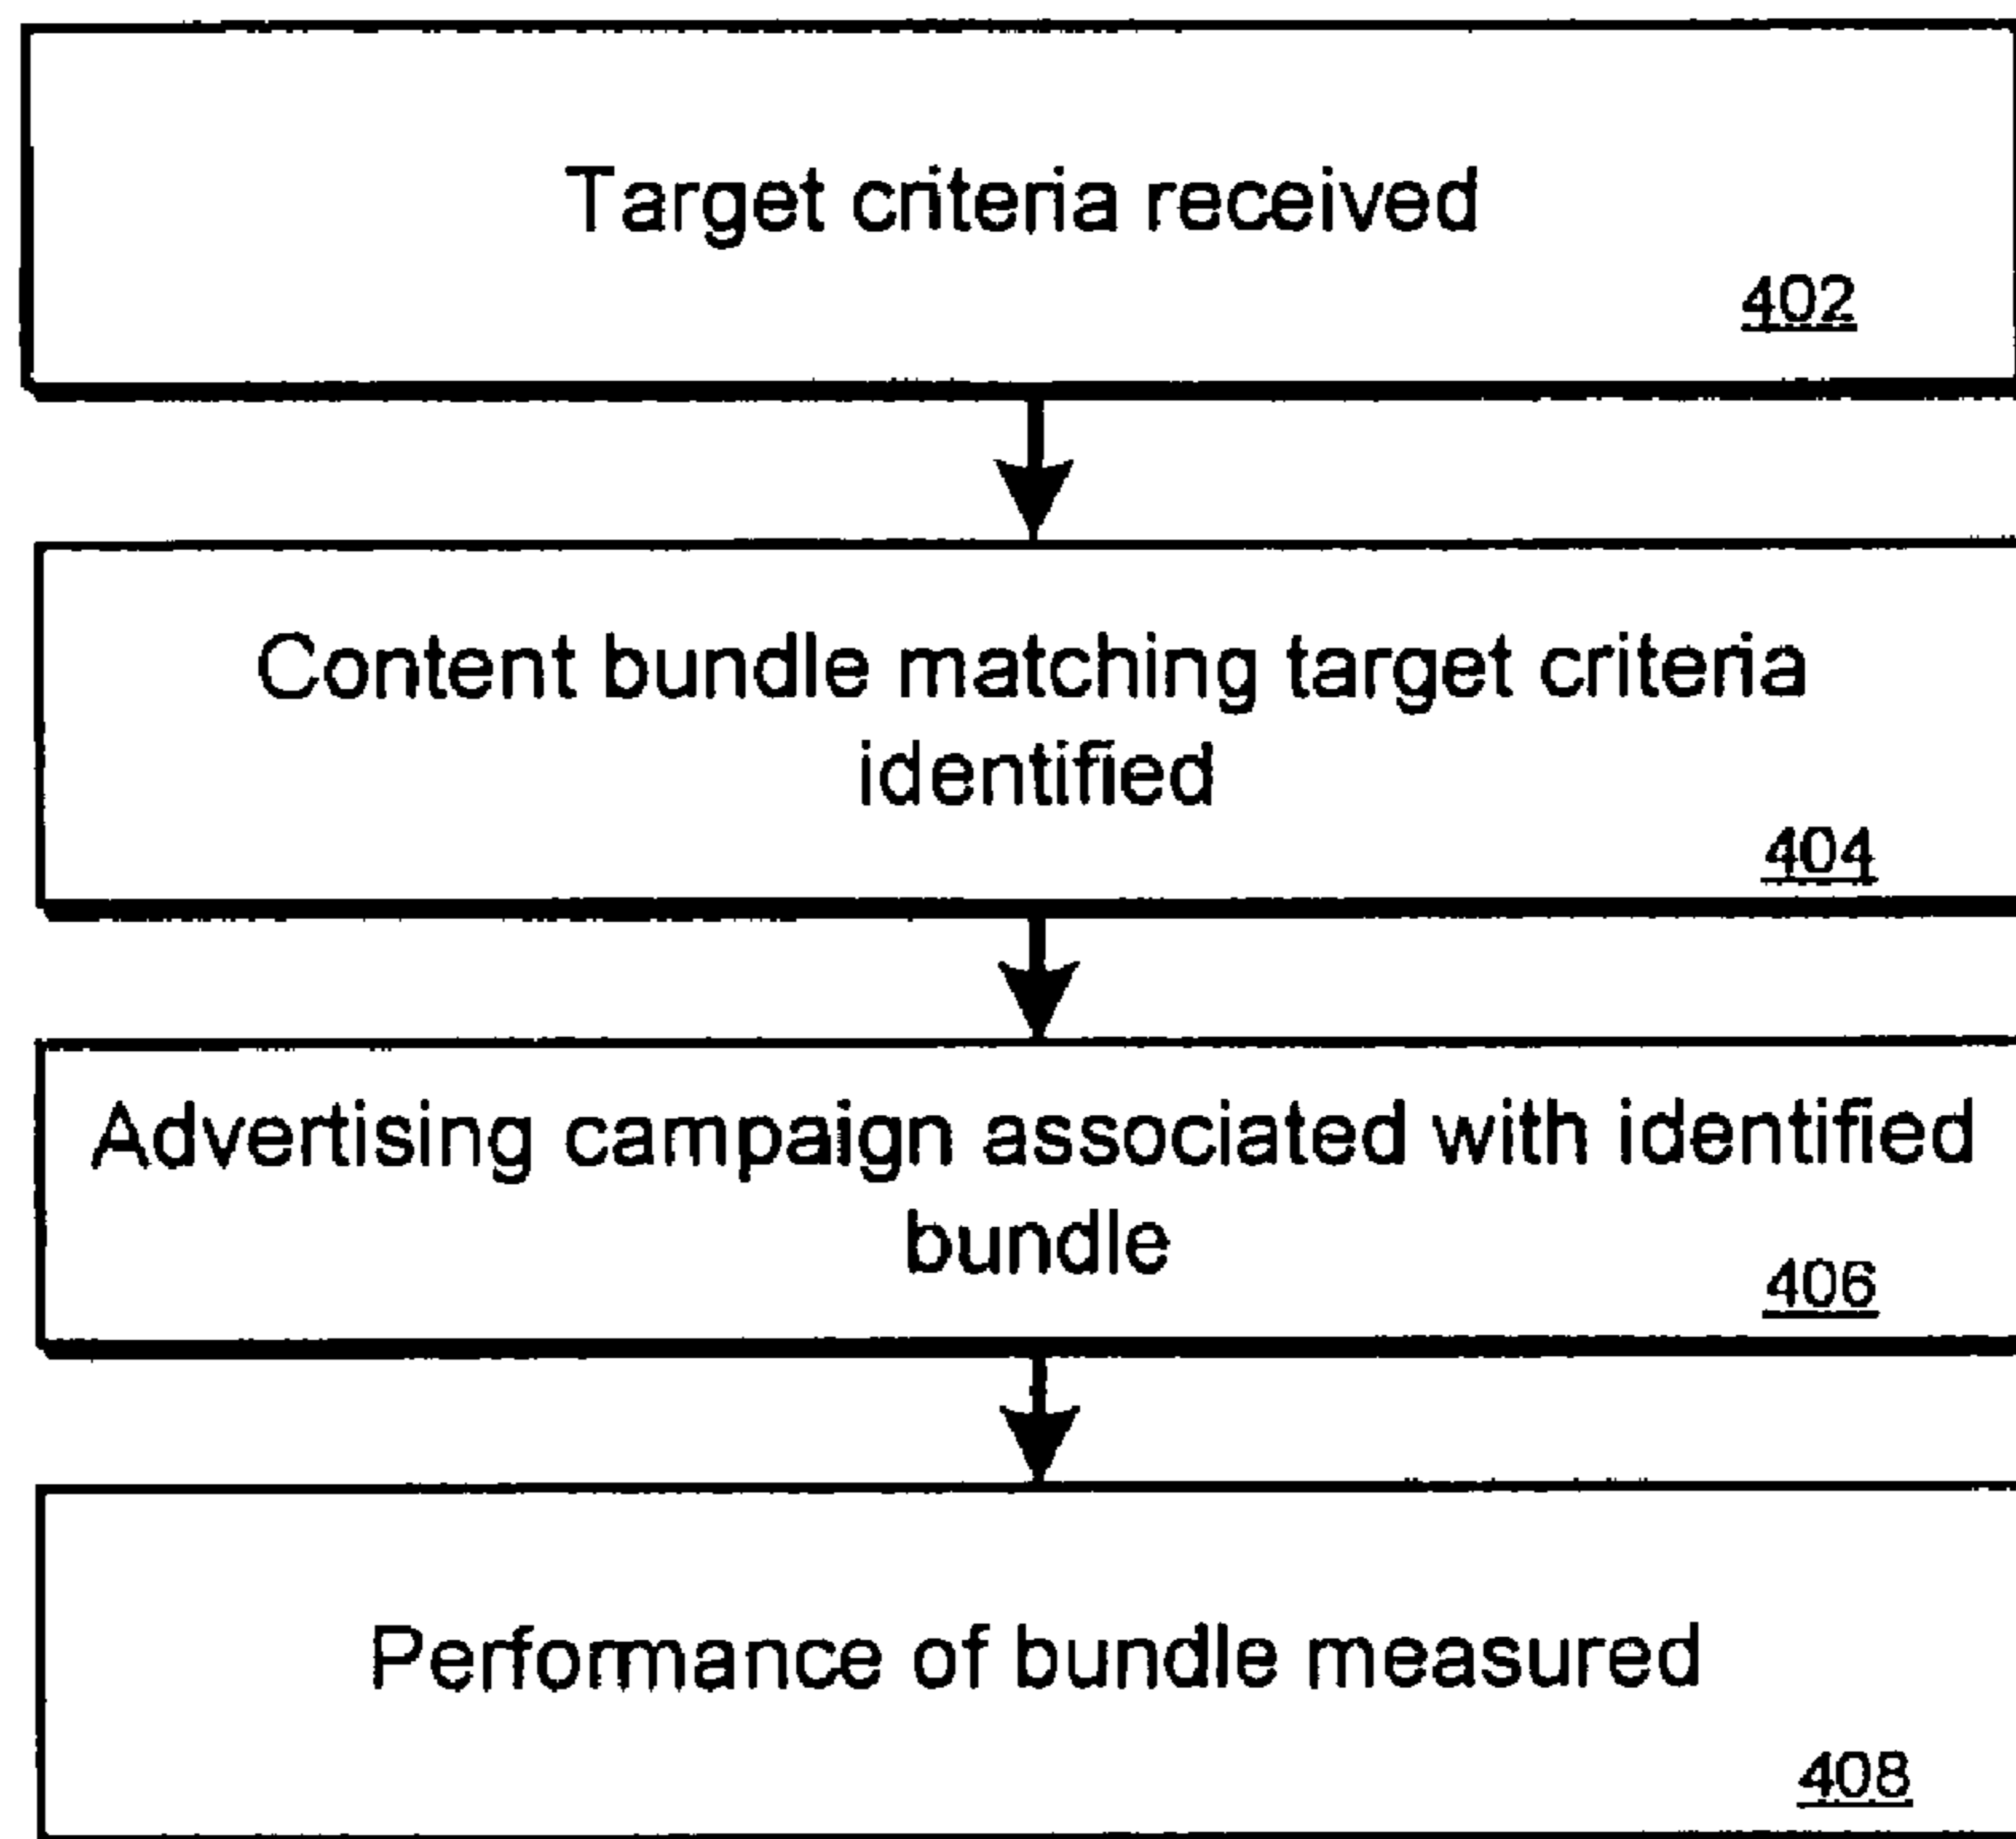 Target criteria received
402
Content bundle matching target criteria
identified
404
Advertising campaign associated with identified
bundle
406
Performance of bundle measured
408